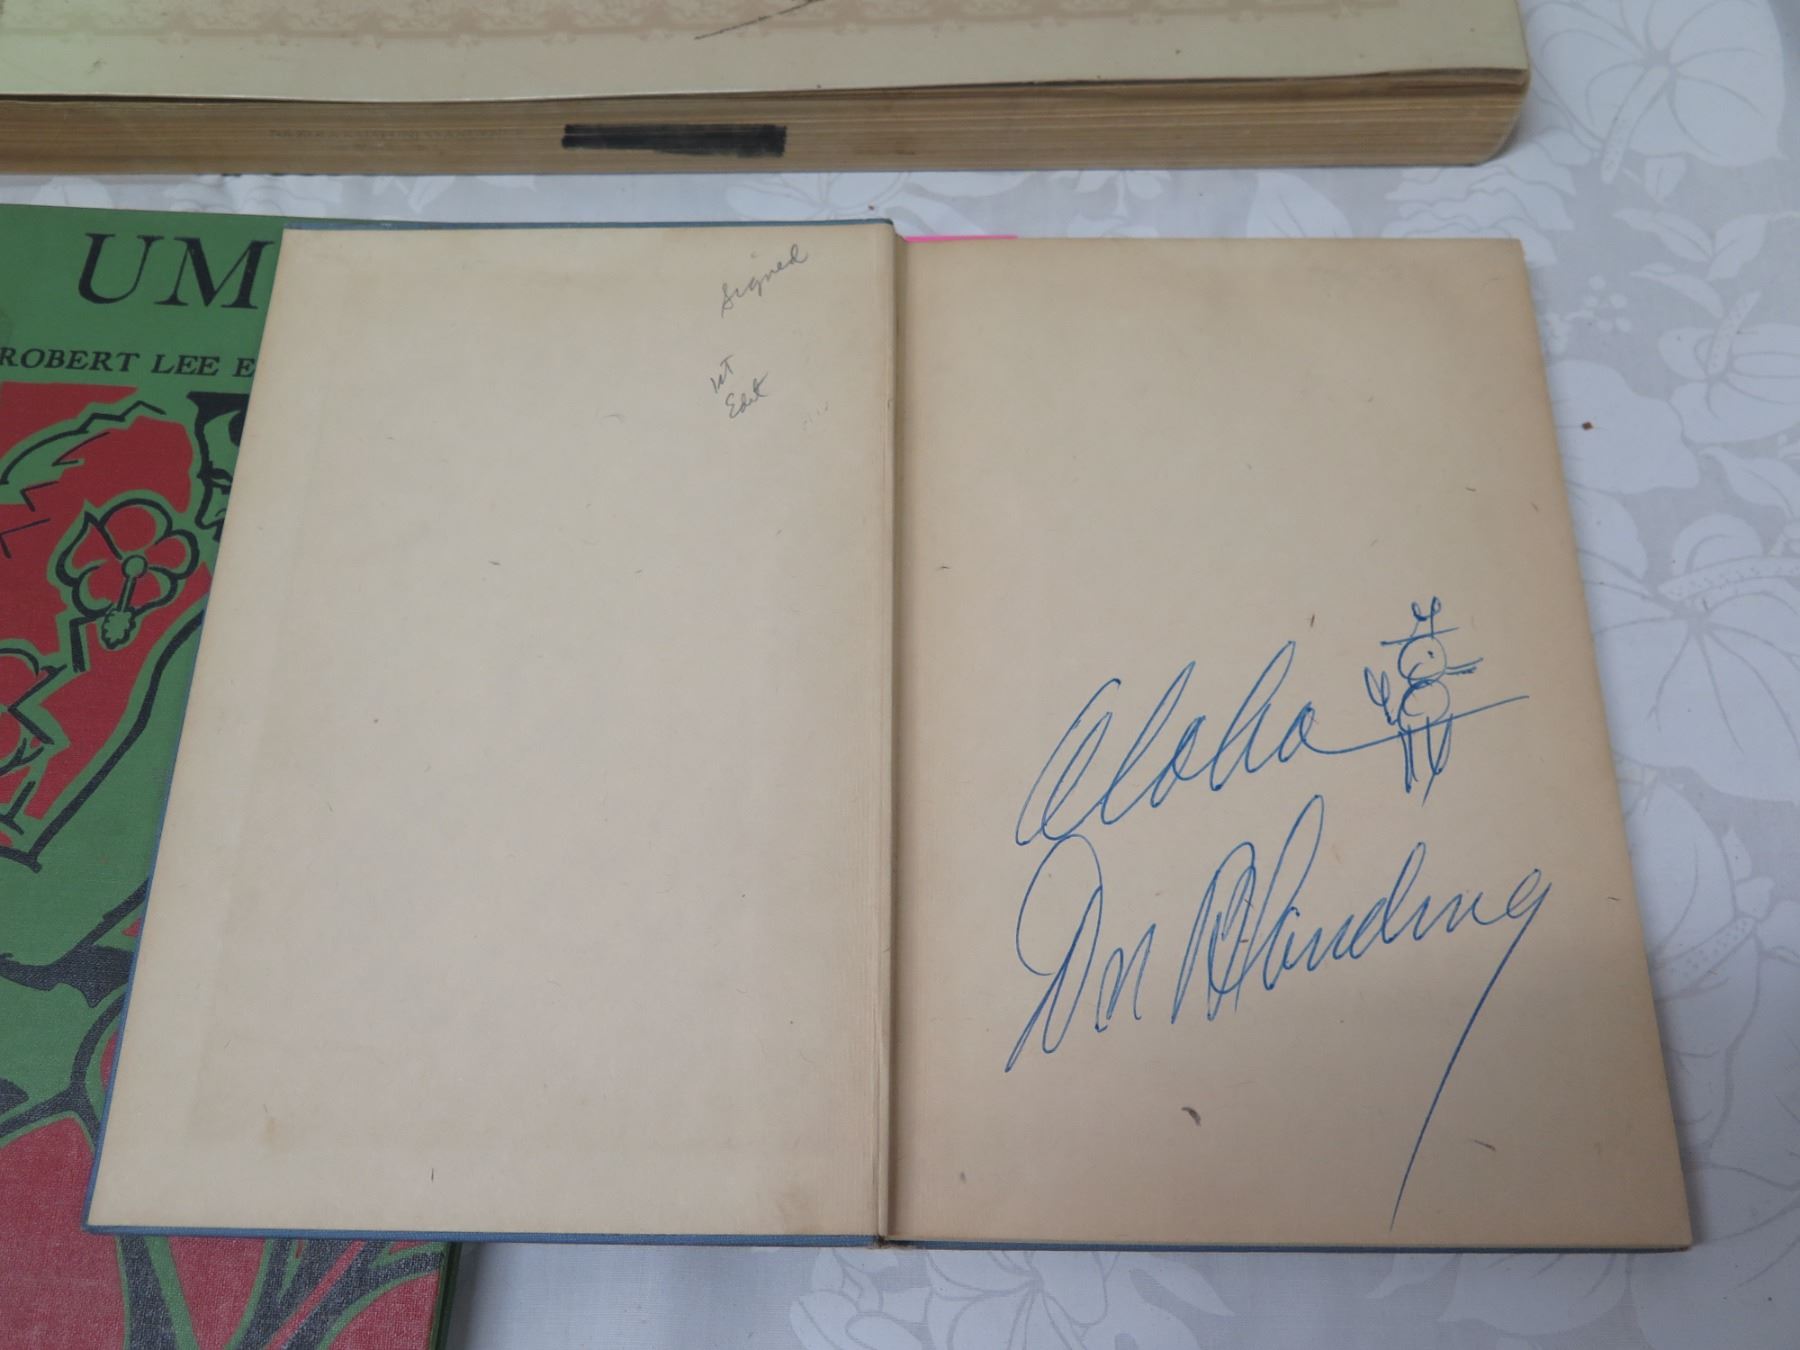 UM
ROBERT LEE E
Signed
1st
Edit
Aloha
Don Blanding